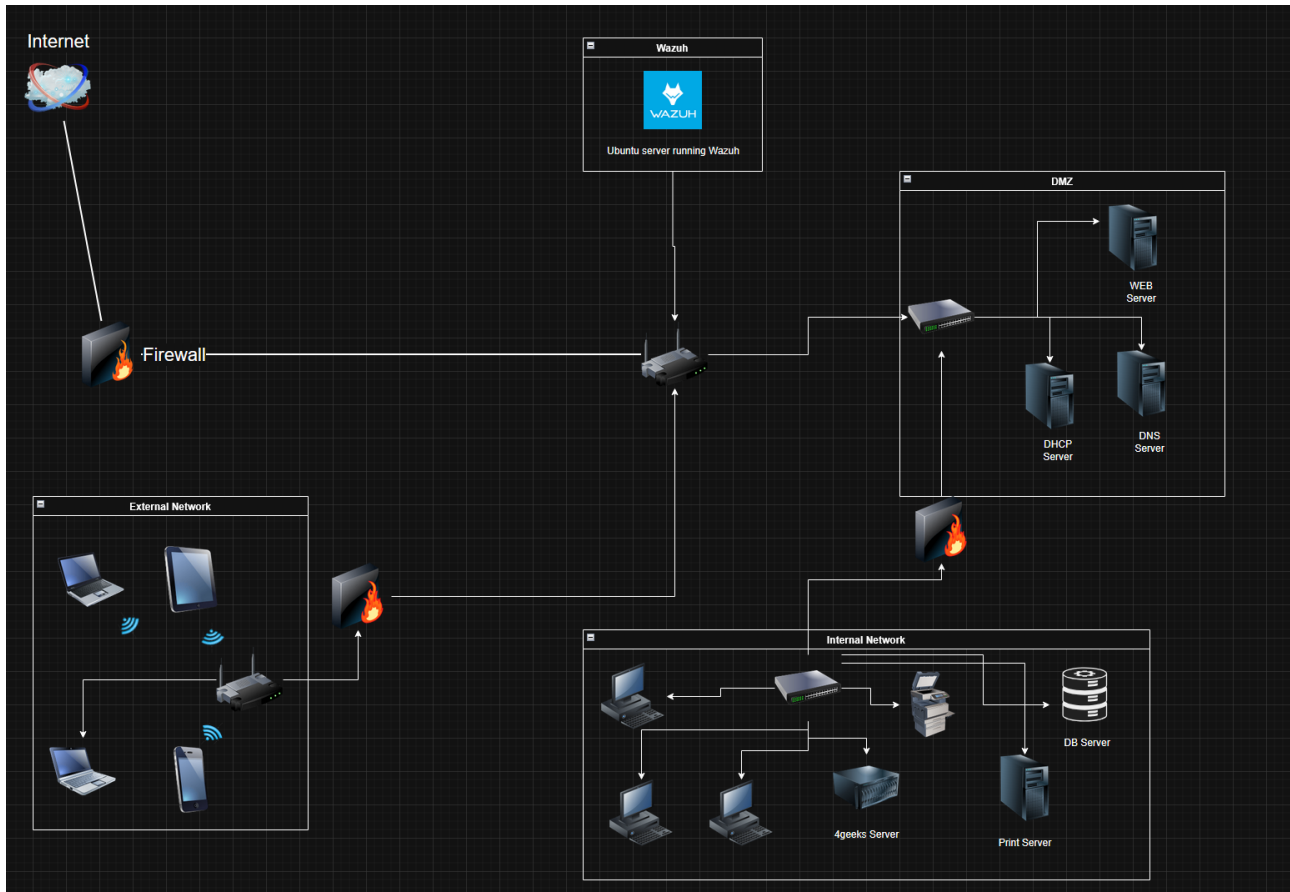 Internet
Wazuh
WAZUH
Ubuntu server running Wazuh
DMZ
WEB
Server
Firewall
DHCP
Server
DNS
Server
External Network
Internal Network
DB Server
4geeks Server
Print Server